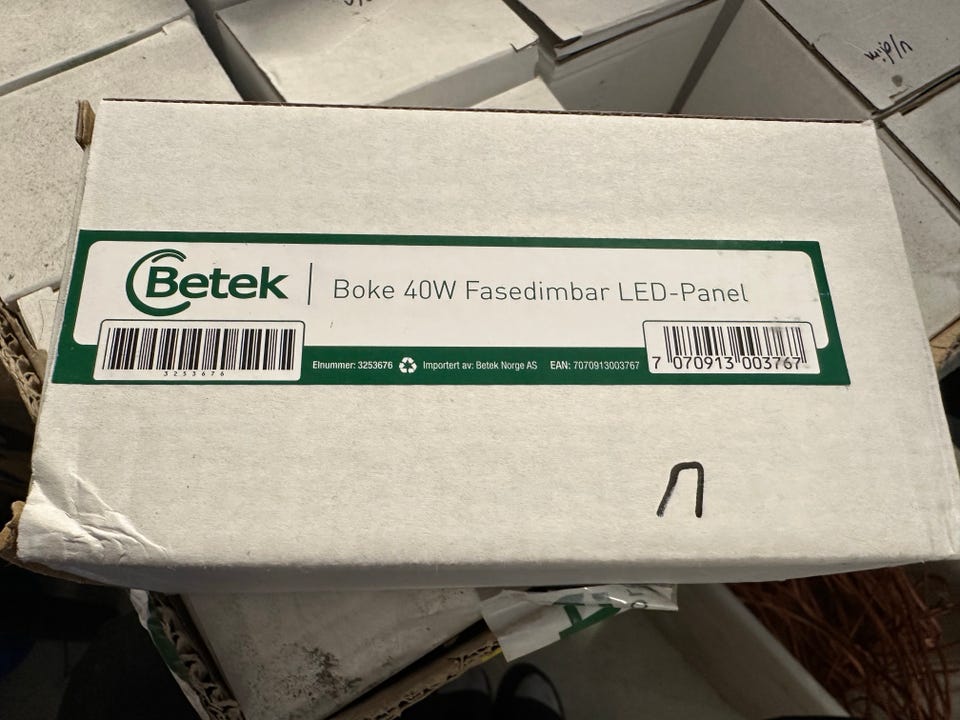 v/dim
Betek | Boke 40W Fasedimbar LED-Panel
3253676
Elnummer: 3253676 Importert av: Betek Norge AS EAN: 7070913003767
7 070913 003767